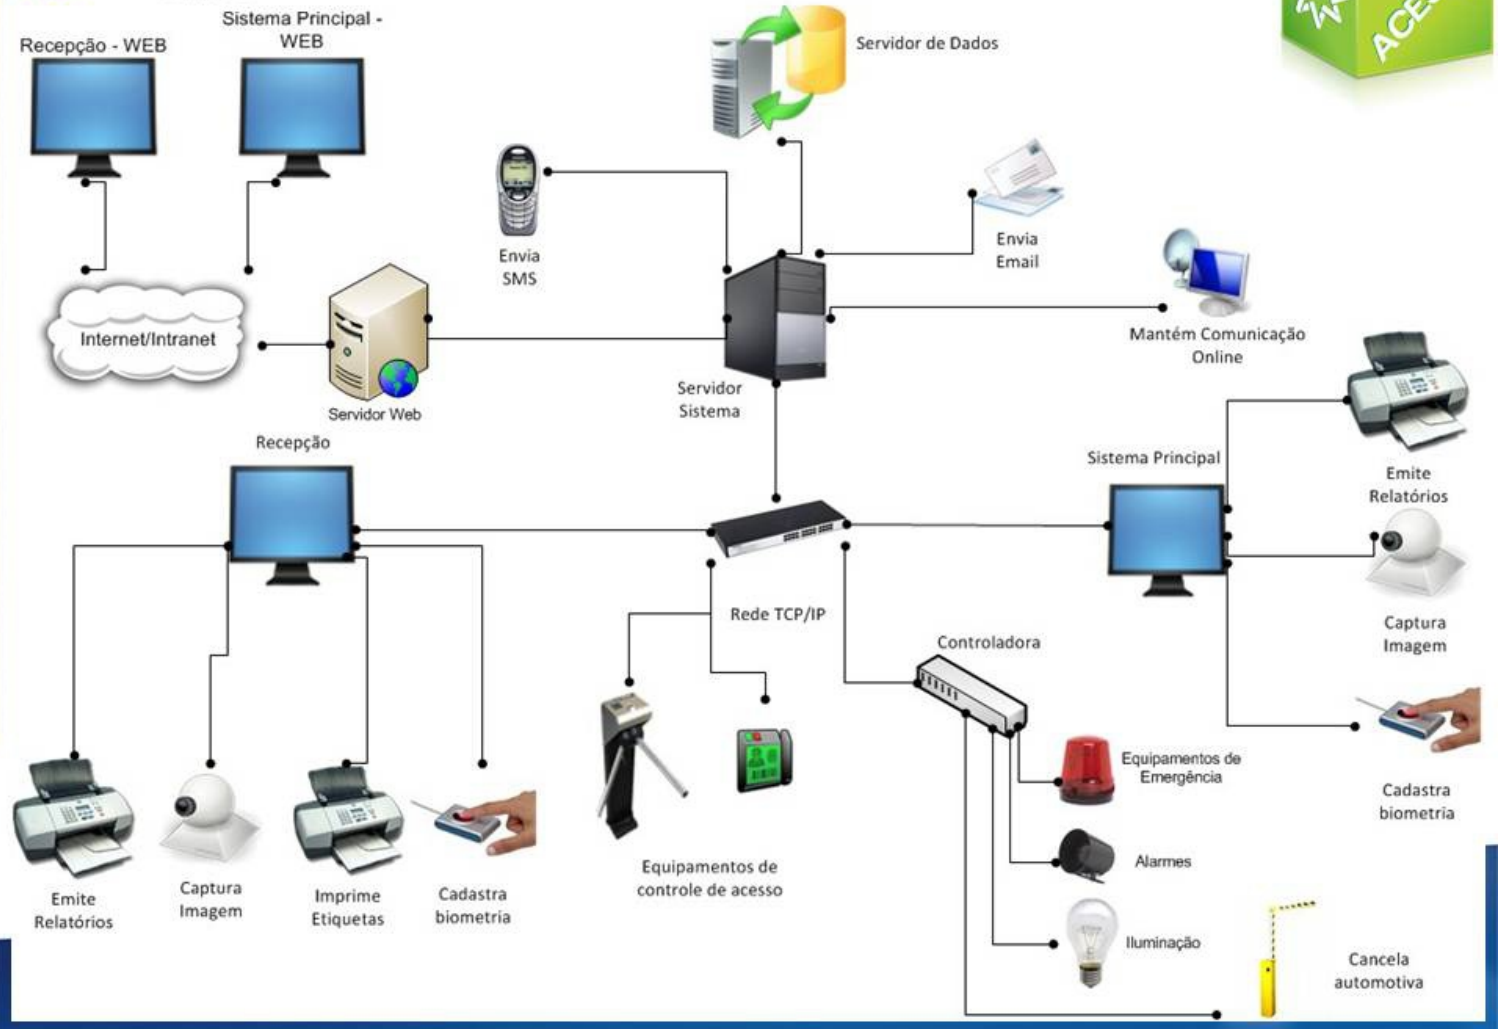 Sistema Principal -
WEB
Recepção - WEB
Servidor de Dados
Envia
SMS
Envia
Email
Mantém Comunicação
Online
Internet/Intranet
Servidor Web
Servidor
Sistema
Recepção
Sistema Principal
Emite
Relatórios
Captura
Imagem
Rede TCP/IP
Controladora
Equipamentos de
Emergência
Cadastra
biometria
Alarmes
Equipamentos de
controle de acesso
Emite
Relatórios
Captura
Imagem
Imprime
Etiquetas
Cadastra
biometria
Iluminação
Cancela
automotiva